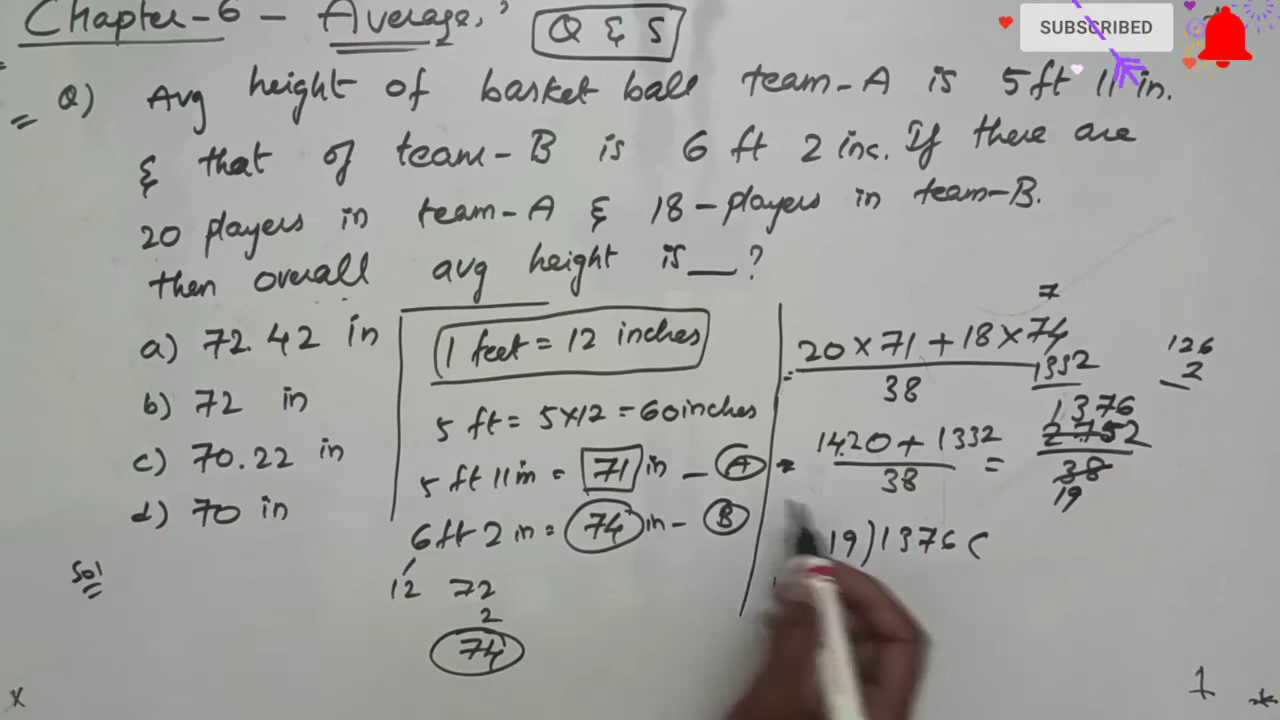 Chapter-6 - Average,
Q & S
SUBSCRIBED
Q) Avg height of basket ball team-A is 5ft 11 in.
& that of team-B is 6 ft 2 inc. If there are
20 players in team-A & 18-players in team-B.
then overall avg height is__?
a) 72.42 in
b) 72 in
c) 70.22 in
d) 70 in
Sol
1 feet = 12 inches
5 ft = 5x12 = 60inches
5 ft 11in = 71 in - A
6ft 2 in = 74 in - B
12 72
2
74
7
= 20 x 71 + 18 x 74
38
1332
126
2
= 1420 + 1332
38
= 1376
2752
38
19
19)1376(
1